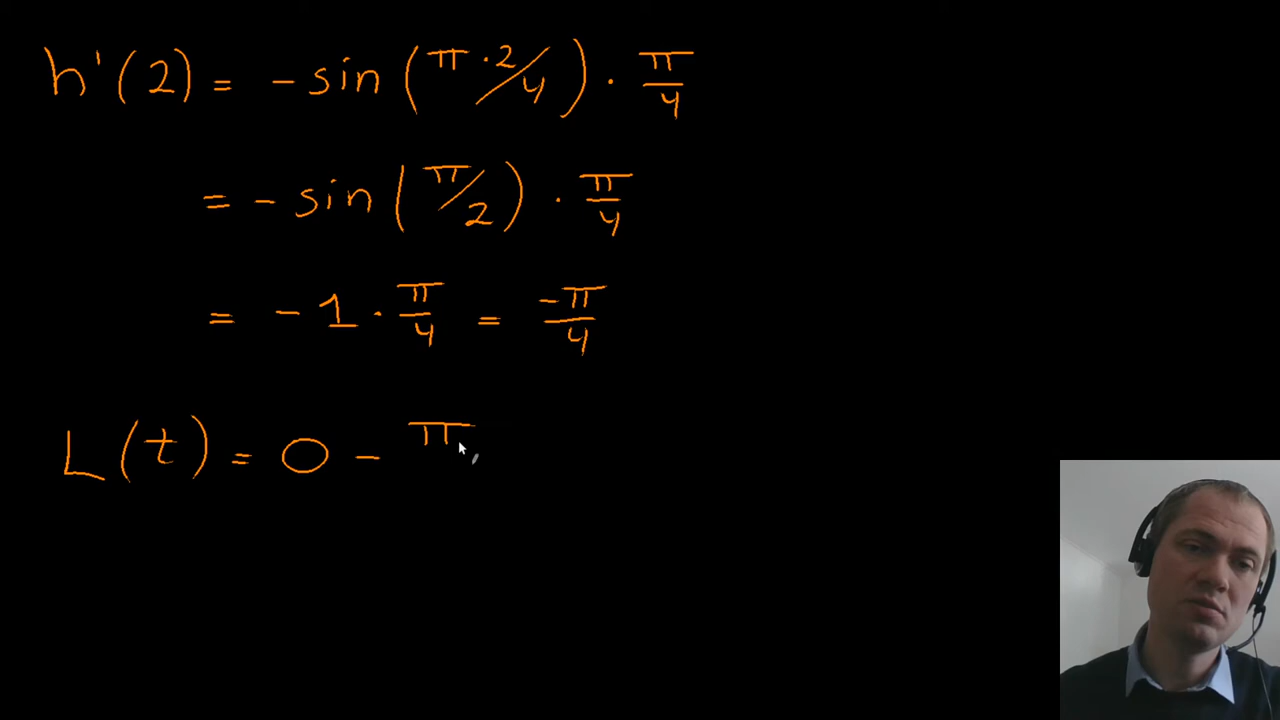 h'(2) = -sin(π·2/4) · π/4
= -sin(π/2) · π/4
= -1 · π/4 = -π/4
L(t) = 0 - π